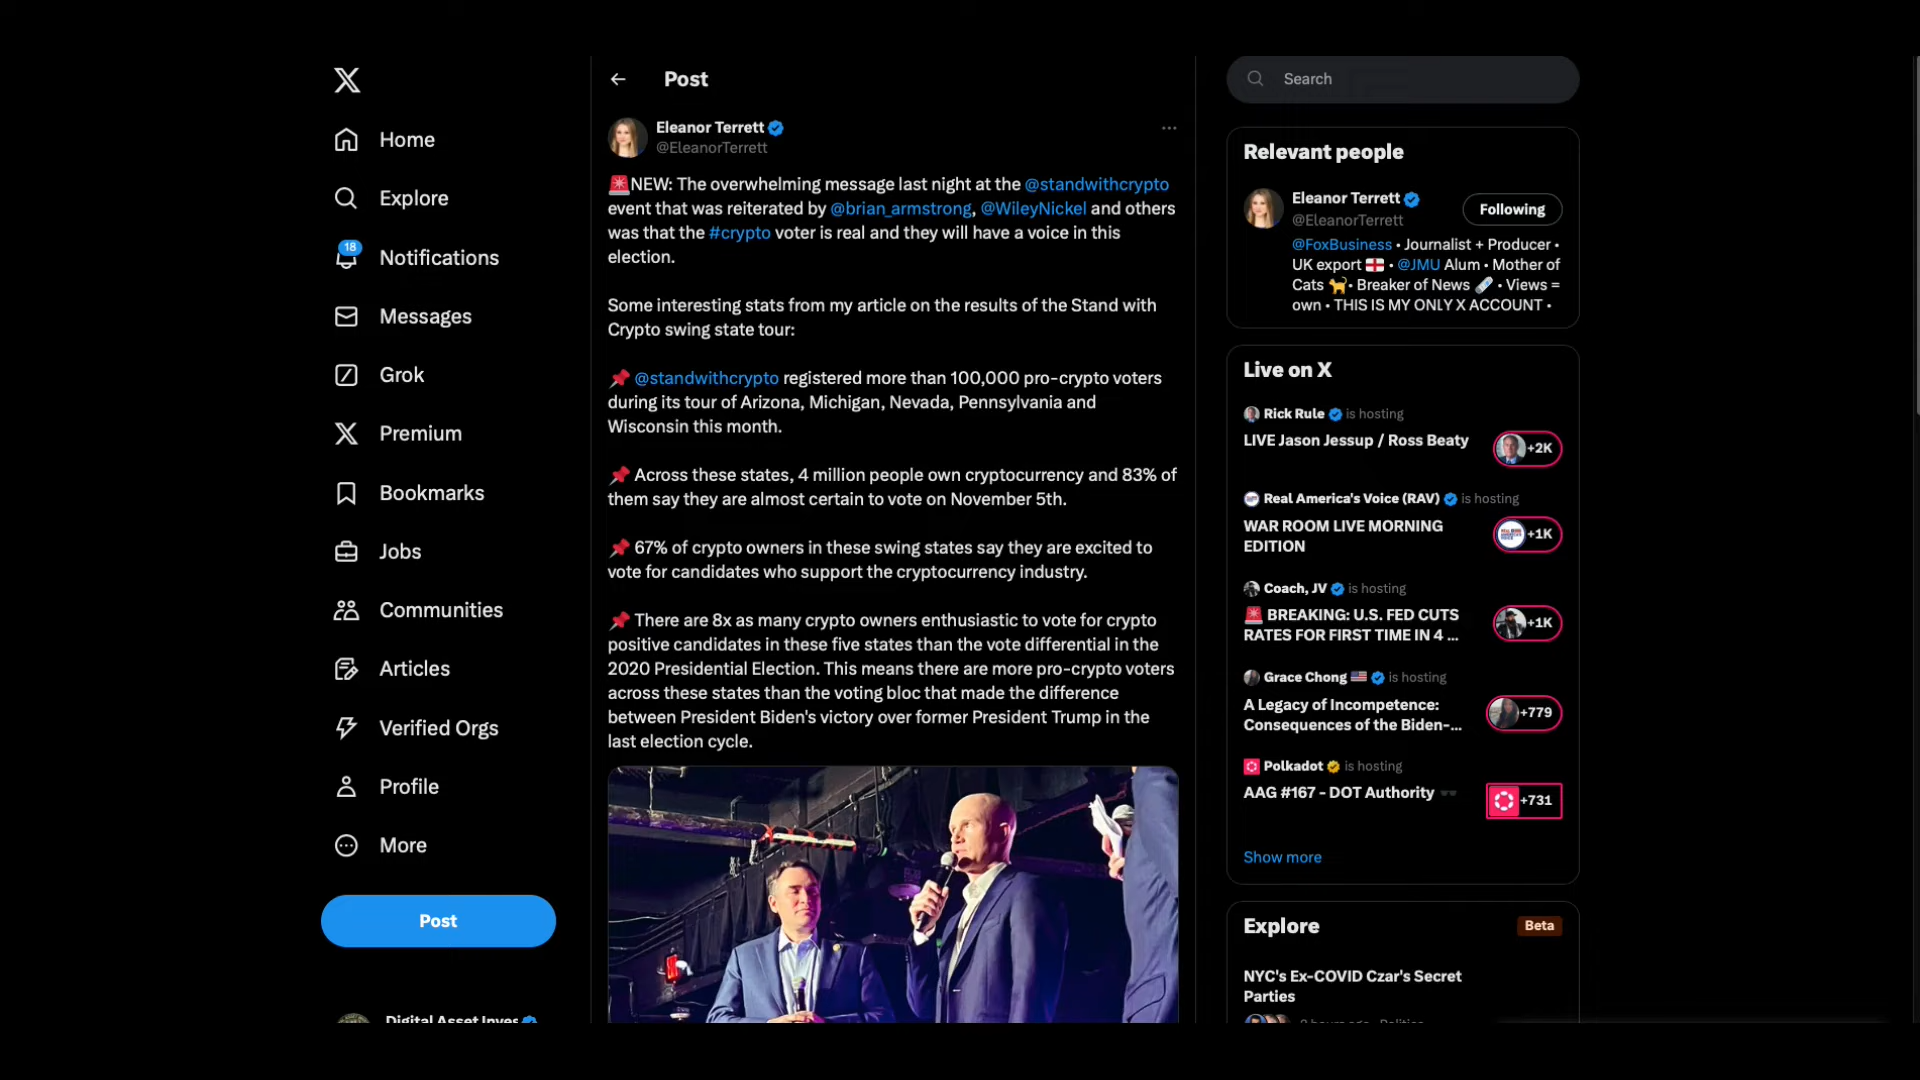 Home
Explore
18
Notifications
Messages
Grok
Premium
Bookmarks
Jobs
Communities
Articles
Verified Orgs
Profile
More
Post
Digital Asset Inves
Post
Eleanor Terrett
@EleanorTerrett
🚨NEW: The overwhelming message last night at the @standwithcrypto
event that was reiterated by @brian_armstrong, @WileyNickel and others
was that the #crypto voter is real and they will have a voice in this
election.
Some interesting stats from my article on the results of the Stand with
Crypto swing state tour:
📌 @standwithcrypto registered more than 100,000 pro-crypto voters
during its tour of Arizona, Michigan, Nevada, Pennsylvania and
Wisconsin this month.
📌 Across these states, 4 million people own cryptocurrency and 83% of
them say they are almost certain to vote on November 5th.
📌 67% of crypto owners in these swing states say they are excited to
vote for candidates who support the cryptocurrency industry.
📌 There are 8x as many crypto owners enthusiastic to vote for crypto
positive candidates in these five states than the vote differential in the
2020 Presidential Election. This means there are more pro-crypto voters
across these states than the voting bloc that made the difference
between President Biden's victory over former President Trump in the
last election cycle.
Search
Relevant people
Eleanor Terrett
@EleanorTerrett
Following
@FoxBusiness • Journalist + Producer •
UK export 🏴󠁧󠁢󠁥󠁮󠁧󠁿 • @JMU Alum • Mother of
Cats 🐈 • Breaker of News 🗞️ • Views =
own • THIS IS MY ONLY X ACCOUNT •
Live on X
Rick Rule is hosting
LIVE Jason Jessup / Ross Beaty
+2K
Real America's Voice (RAV) is hosting
WAR ROOM LIVE MORNING
EDITION
+1K
Coach, JV is hosting
🚨 BREAKING: U.S. FED CUTS
RATES FOR FIRST TIME IN 4 ...
+1K
Grace Chong 🇺🇸 is hosting
A Legacy of Incompetence:
Consequences of the Biden-...
+779
Polkadot is hosting
AAG #167 - DOT Authority 🕶️
+731
Show more
Explore
Beta
NYC's Ex-COVID Czar's Secret
Parties